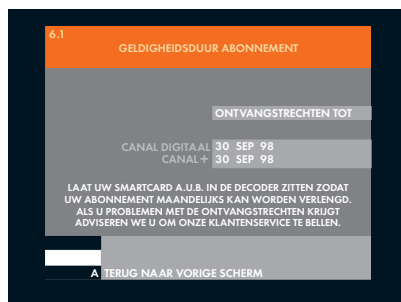 6.1
GELDIGHEIDSDUUR ABONNEMENT
ONTVANGSTRECHTEN TOT
CANAL DIGITAAL 30 SEP 98
CANAL+ 30 SEP 98
LAAT UW SMARTCARD A.U.B. IN DE DECODER ZITTEN ZODAT
UW ABONNEMENT MAANDELIJKS KAN WORDEN VERLENGD.
ALS U PROBLEMEN MET DE ONTVANGSTRECHTEN KRIJGT
ADVISEREN WE U OM ONZE KLANTENSERVICE TE BELLEN.
A TERUG NAAR VORIGE SCHERM